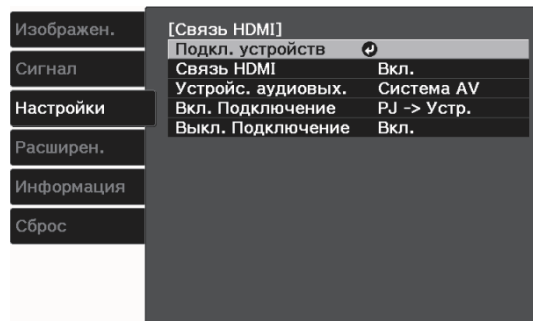 Изображен.
Сигнал
Настройки
Расширен.
Информация
Сброс
[Связь HDMI]
Подкл. устройств
Связь HDMI Вкл.
Устройс. аудиовых. Система AV
Вкл. Подключение PJ -> Устр.
Выкл. Подключение Вкл.